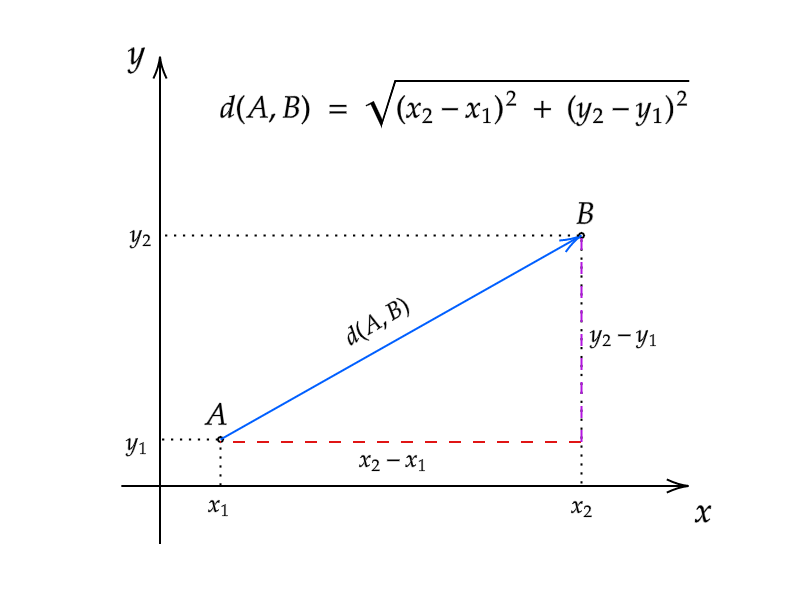 y
d(A, B) = √(x₂ − x₁)² + (y₂ − y₁)²
B
y₂
d(A, B)
y₂ − y₁
A
y₁
x₂ − x₁
x₁
x₂
x